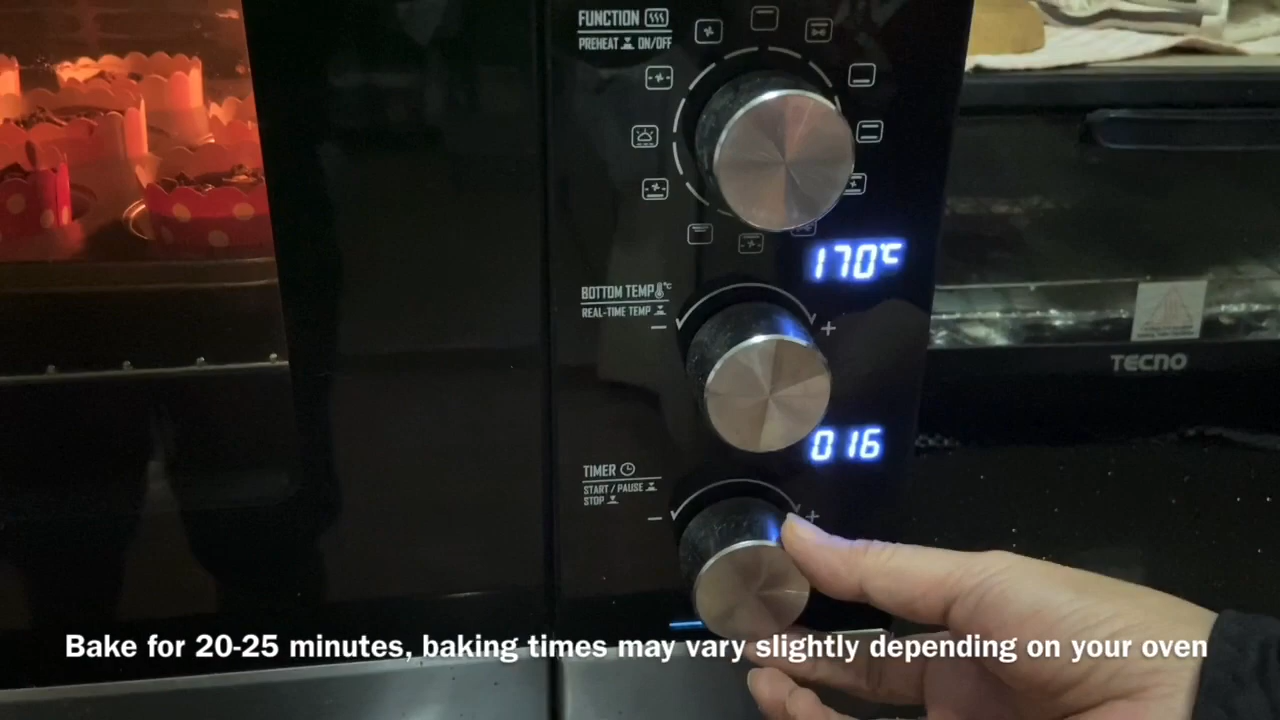 FUNCTION
PREHEAT ON/OFF
170°C
BOTTOM TEMP °C
REAL-TIME TEMP
- +
TECNO
016
TIMER
START / PAUSE
STOP
- +
Bake for 20-25 minutes, baking times may vary slightly depending on your oven